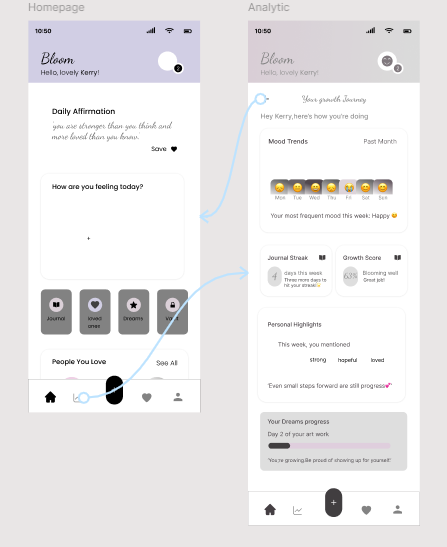 Homepage
10:50
Bloom
Hello, lovely Kerry!
Daily Affirmation
you are stronger than you think and
more loved than you know.
Save
How are you feeling today?
Journal
loved
ones
Dreams
People You Love
See All
Analytic
10:50
Bloom
Hello, lovely Kerry!
Your growth Journey
Hey Kerry,here's how you're doing
Mood Trends
Past Month
Mon Tue Wed Thu Fri Sat Sun
Your most frequent mood this week: Happy 😊
Journal Streak
4
days this week
Three more days to
hit your streak
Growth Score
63%
Blooming well
Great job!
Personal Highlights
This week, you mentioned
strong hopeful loved
'Even small steps forward are still progress💕'
Your Dreams progress
Day 2 of your art work
'You're growing.Be proud of showing up for yourself'
+